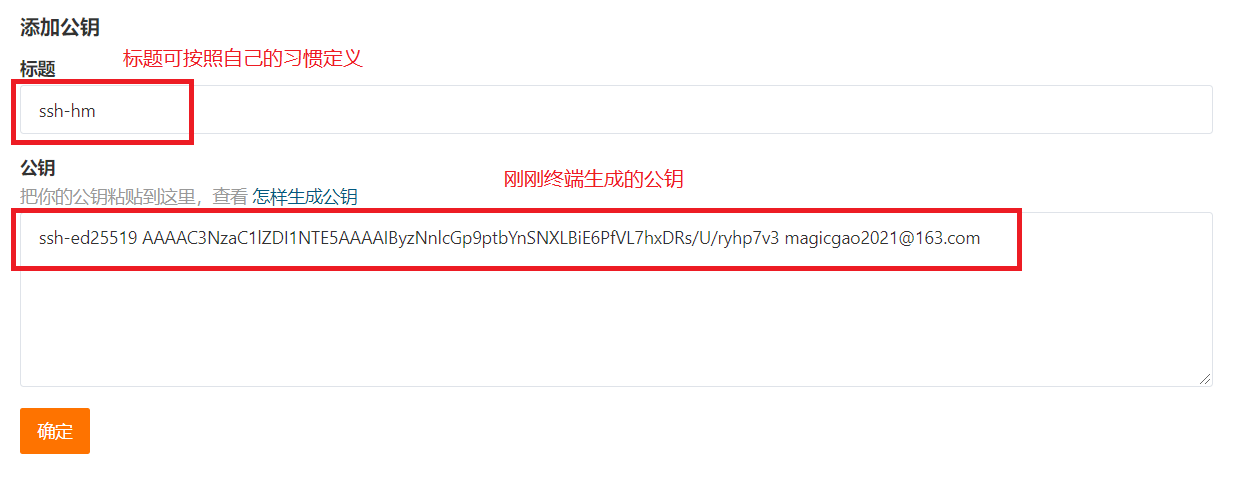 添加公钥
标题可按照自己的习惯定义
标题
ssh-hm
公钥
刚刚终端生成的公钥
把你的公钥粘贴到这里，查看 怎样生成公钥
ssh-ed25519 AAAAC3NzaC1lZDI1NTE5AAAAIByzNnlcGp9ptbYnSNXLBiE6PfVL7hxDRs/U/ryhp7v3 magicgao2021@163.com
确定